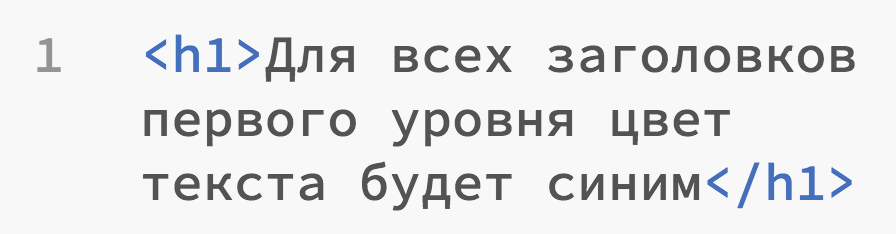 1 <h1>Для всех заголовков
первого уровня цвет
текста будет синим</h1>